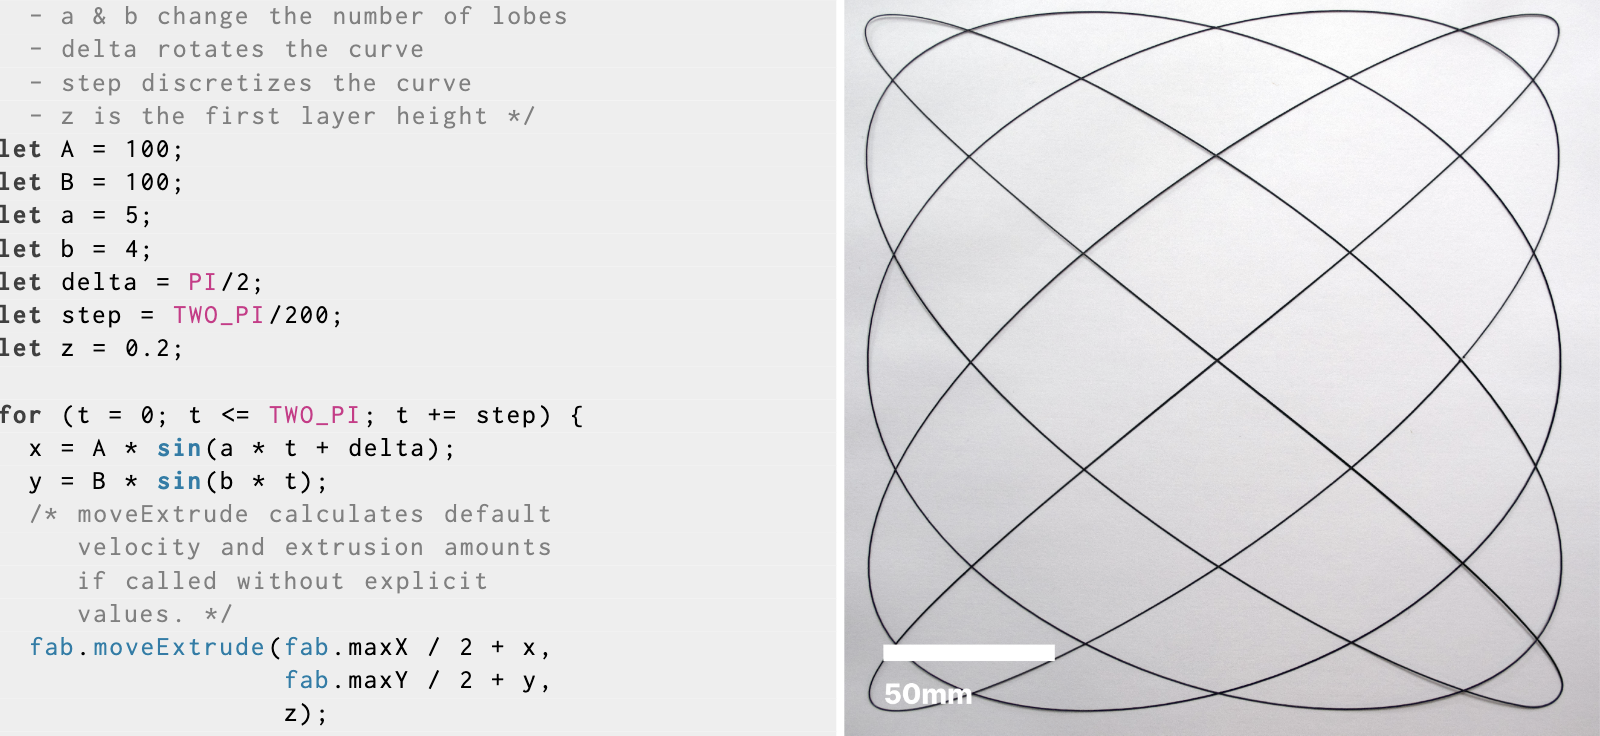 - a & b change the number of lobes
- delta rotates the curve
- step discretizes the curve
- z is the first layer height */
let A = 100;
let B = 100;
let a = 5;
let b = 4;
let delta = PI/2;
let step = TWO_PI/200;
let z = 0.2;
for (t = 0; t <= TWO_PI; t += step) {
x = A * sin(a * t + delta);
y = B * sin(b * t);
/* moveExtrude calculates default
velocity and extrusion amounts
if called without explicit
values. */
fab.moveExtrude(fab.maxX / 2 + x,
fab.maxY / 2 + y,
z);
50mm